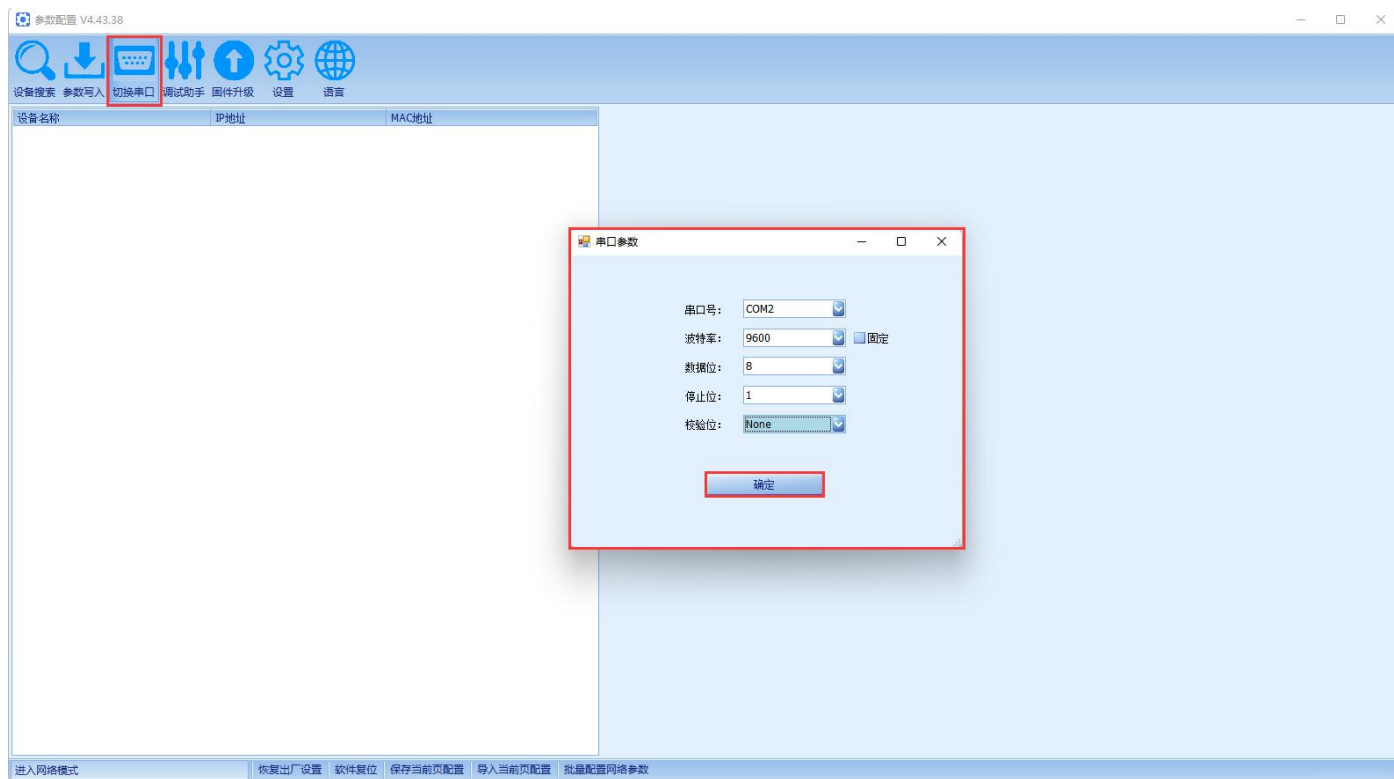 参数配置 V4.43.38
设备搜索 参数写入 切换串口 调试助手 固件升级 设置 语言
设备名称 IP地址 MAC地址
串口参数
串口号: COM2
波特率: 9600 固定
数据位: 8
停止位: 1
校验位: None
确定
进入网络模式 恢复出厂设置 软件复位 保存当前页配置 导入当前页配置 批量配置网络参数